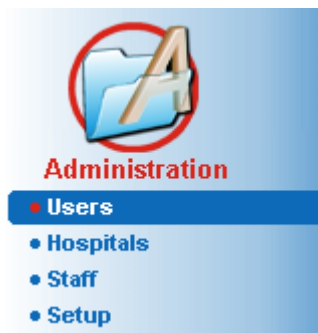 A
Administration
• Users
• Hospitals
• Staff
• Setup